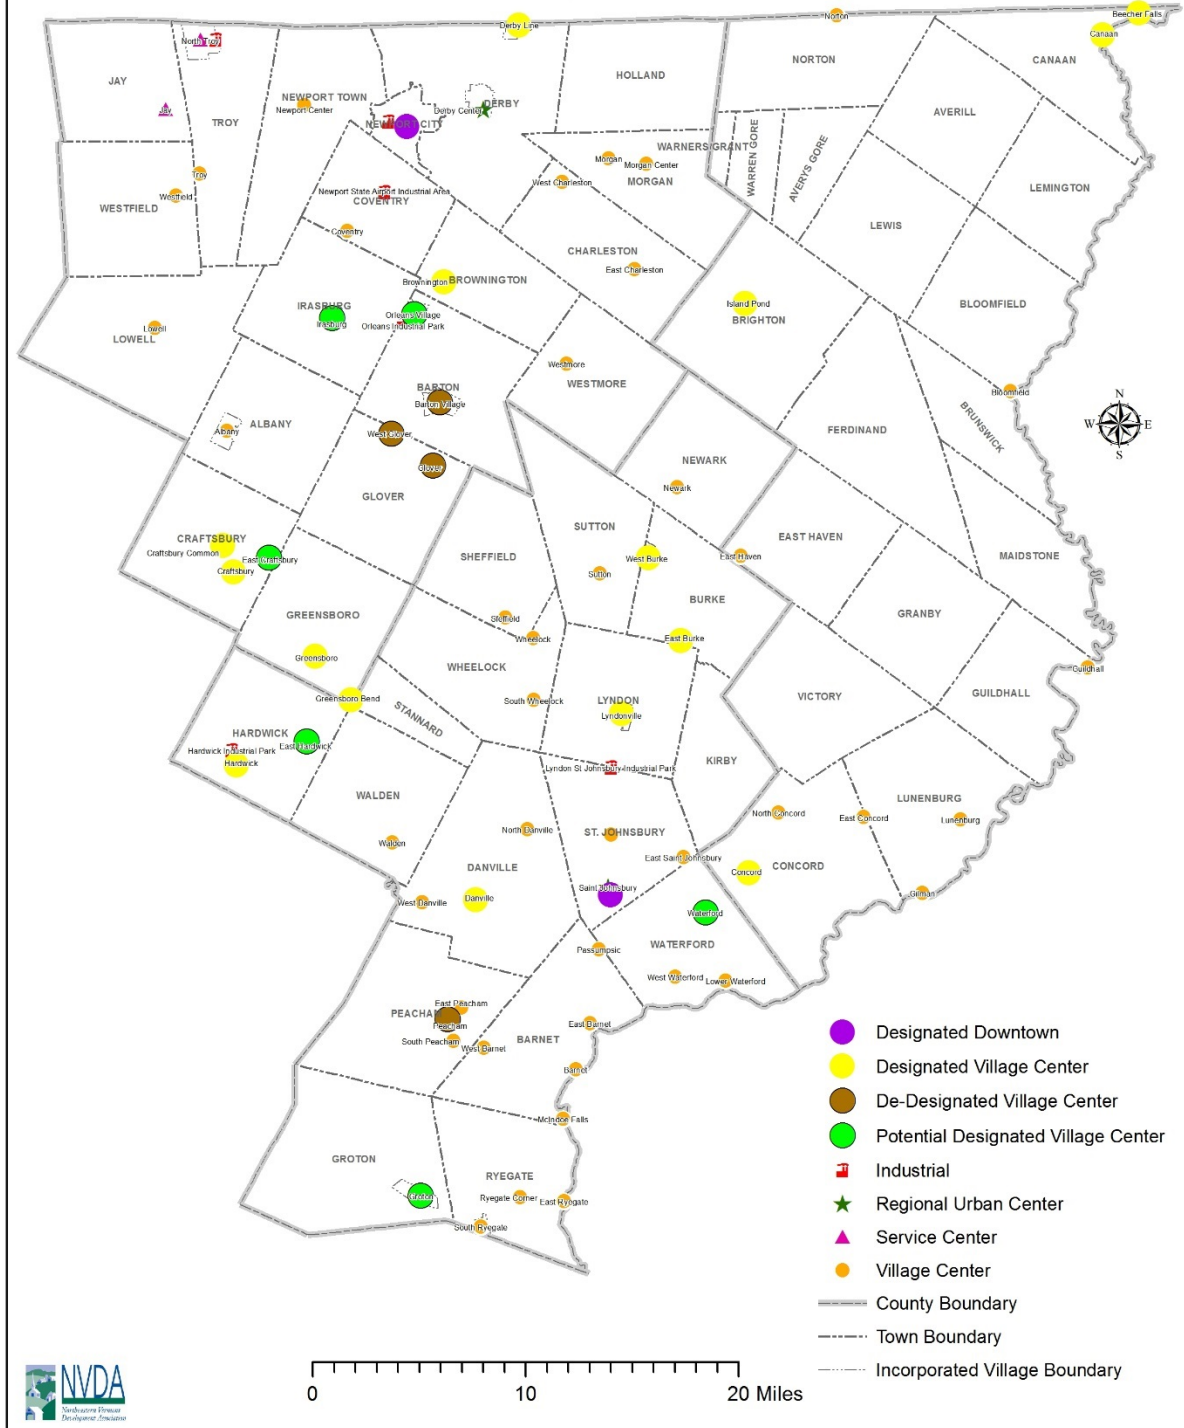 Norton
Beecher Falls
Derby Line
Canaan
North Troy
CANAAN
NORTON
HOLLAND
JAY
NEWPORT TOWN
Newport Center
Jay
TROY
DERBY
Derby Center
NEWPORT CITY
AVERILL
WARREN GORE
AVERYS GORE
WARNERS GRANT
Morgan
Morgan Center
MORGAN
West Charleston
Troy
Westfield
WESTFIELD
Newport State Airport Industrial Area
COVENTRY
Coventry
LEMINGTON
LEWIS
CHARLESTON
East Charleston
Brownington
BROWNINGTON
Island Pond
BRIGHTON
BLOOMFIELD
IRASBURG
Irasburg
Orleans Village
Orleans Industrial Park
Lowell
LOWELL
Westmore
WESTMORE
BARTON
Barton Village
Bloomfield
BRUNSWICK
N
W
E
S
ALBANY
Albany
West Glover
Glover
GLOVER
FERDINAND
NEWARK
Newark
SUTTON
Sutton
EAST HAVEN
East Haven
CRAFTSBURY
Craftsbury Common
East Craftsbury
Craftsbury
SHEFFIELD
West Burke
MAIDSTONE
BURKE
GREENSBORO
Sheffield
Wheelock
GRANBY
East Burke
Greensboro
WHEELOCK
Guildhall
GUILDHALL
VICTORY
Greensboro Bend
STANNARD
South Wheelock
LYNDON
Lyndonville
HARDWICK
East Hardwick
Hardwick Industrial Park
Hardwick
KIRBY
Lyndon St Johnsbury Industrial Park
WALDEN
Walden
LUNENBURG
Lunenburg
North Concord
East Concord
North Danville
ST. JOHNSBURY
East Saint Johnsbury
DANVILLE
Concord
CONCORD
Saint Johnsbury
Danville
West Danville
Gilman
Waterford
WATERFORD
Passumpsic
West Waterford
Lower Waterford
East Peacham
PEACHAM
Peacham
South Peacham
West Barnet
East Barnet
BARNET
Barnet
McIndoe Falls
GROTON
Groton
RYEGATE
Ryegate Corner
East Ryegate
South Ryegate
Designated Downtown
Designated Village Center
De-Designated Village Center
Potential Designated Village Center
Industrial
Regional Urban Center
Service Center
Village Center
County Boundary
Town Boundary
Incorporated Village Boundary
NVDA
Northeastern Vermont
Development Association
0 10 20 Miles